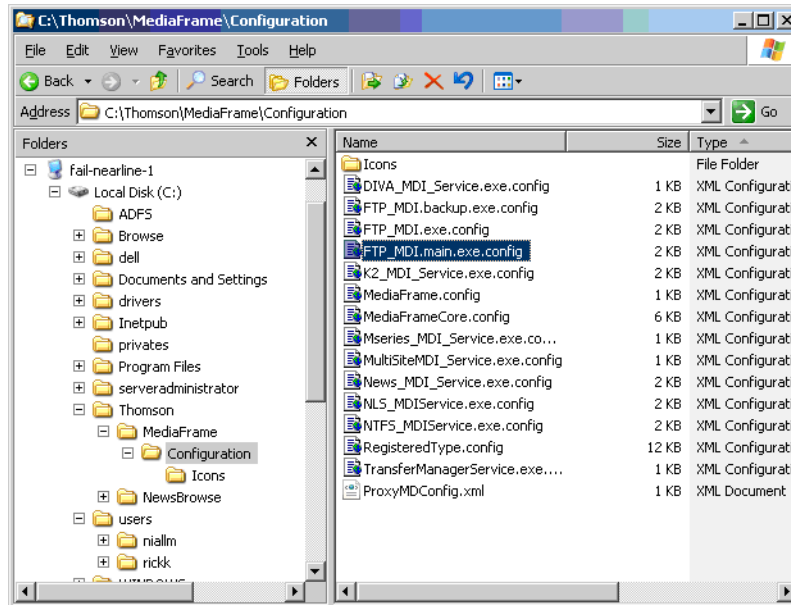 C:\Thomson\MediaFrame\Configuration
File Edit View Favorites Tools Help
Back Search Folders
Address C:\Thomson\MediaFrame\Configuration Go
Folders
fail-nearline-1
Local Disk (C:)
ADFS
Browse
dell
Documents and Settings
drivers
Inetpub
privates
Program Files
serveradministrator
Thomson
MediaFrame
Configuration
Icons
NewsBrowse
users
niallm
rickk
Name Size Type
Icons File Folder
DIVA_MDI_Service.exe.config 1 KB XML Configurat
FTP_MDI.backup.exe.config 2 KB XML Configurat
FTP_MDI.exe.config 2 KB XML Configurat
FTP_MDI.main.exe.config 2 KB XML Configurat
K2_MDI_Service.exe.config 2 KB XML Configurat
MediaFrame.config 1 KB XML Configurat
MediaFrameCore.config 6 KB XML Configurat
Mseries_MDI_Service.exe.co... 1 KB XML Configurat
MultiSiteMDI_Service.exe.config 1 KB XML Configurat
News_MDI_Service.exe.config 2 KB XML Configurat
NLS_MDIService.exe.config 2 KB XML Configurat
NTFS_MDIService.exe.config 2 KB XML Configurat
RegisteredType.config 12 KB XML Configurat
TransferManagerService.exe.... 1 KB XML Configurat
ProxyMDConfig.xml 1 KB XML Document